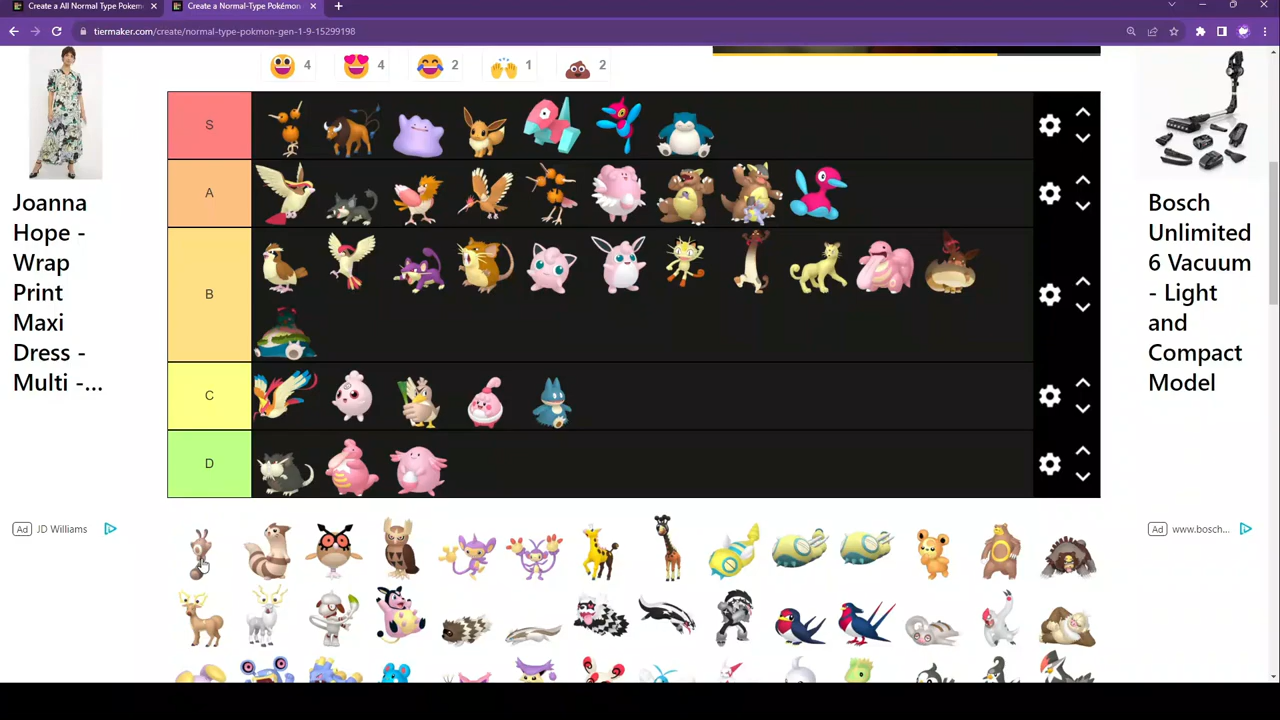 Create a All Normal Type Pokemon
Create a Normal-Type Pokémon
tiermaker.com/create/normal-type-pokmon-gen-1-9-15299198
4
4
2
1
2
S
A
B
C
D
Joanna
Hope -
Wrap
Print
Maxi
Dress -
Multi -...
Ad
JD Williams
Bosch
Unlimited
6 Vacuum
- Light
and
Compact
Model
Ad
www.bosch...